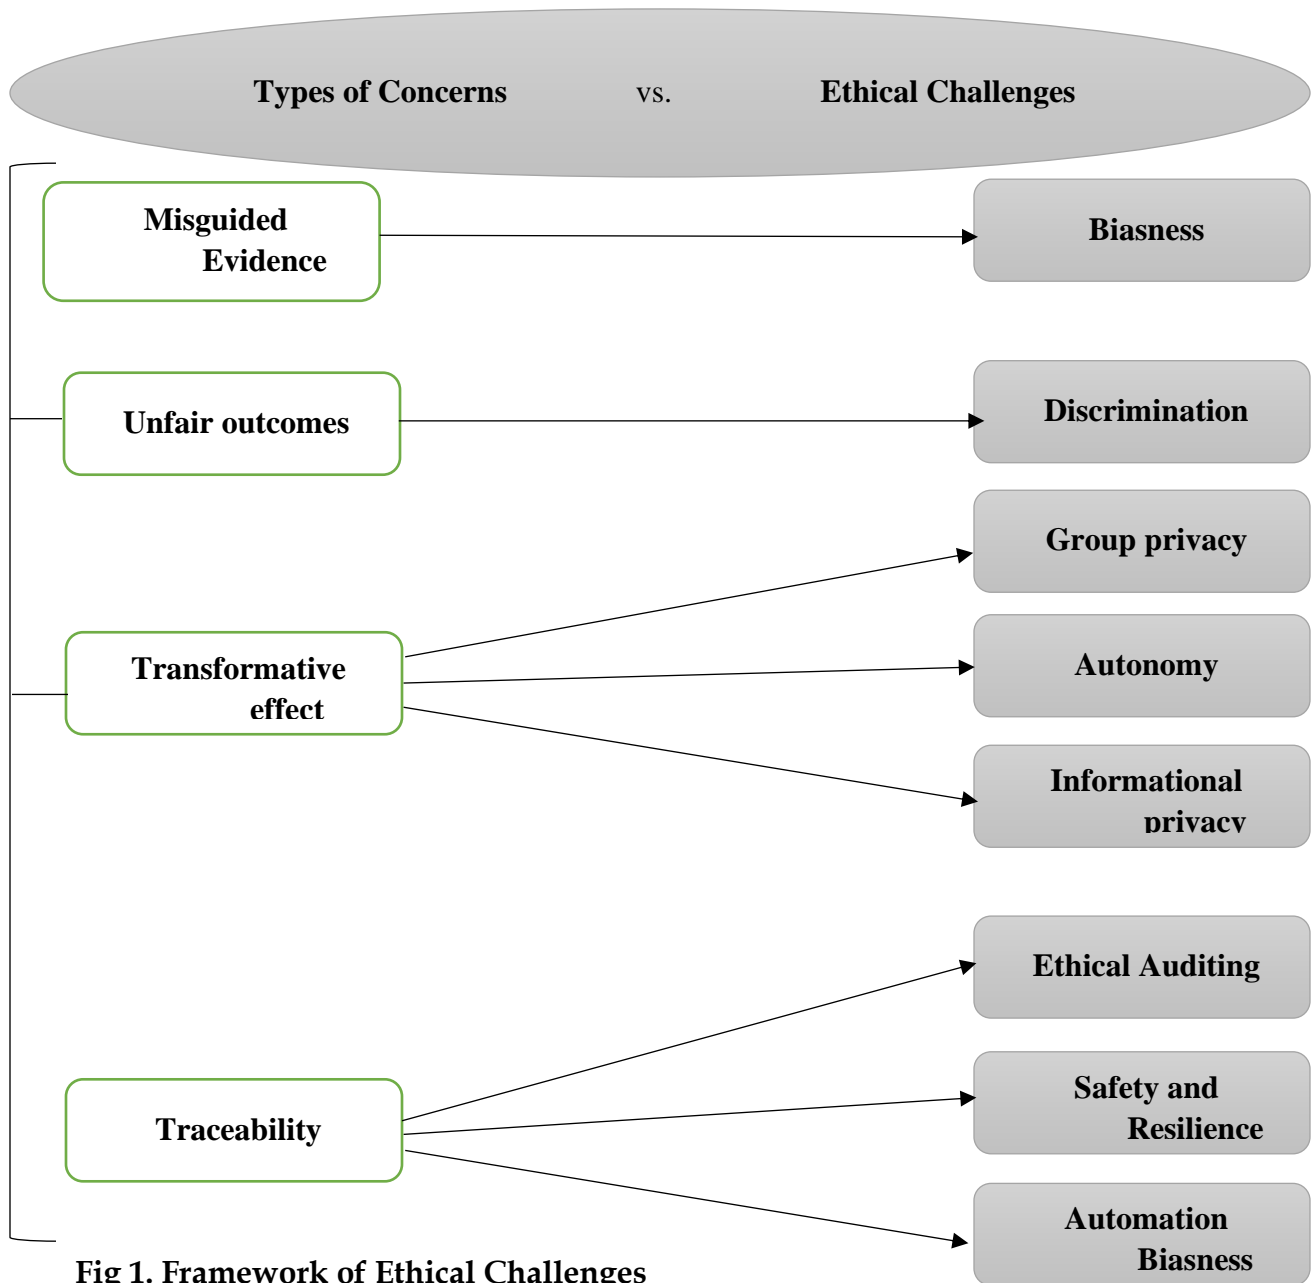 Types of Concerns vs. Ethical Challenges
Misguided
Evidence
Biasness
Unfair outcomes
Discrimination
Group privacy
Transformative
effect
Autonomy
Informational
privacy
Ethical Auditing
Traceability
Safety and
Resilience
Automation
Biasness
Fig 1. Framework of Ethical Challenges